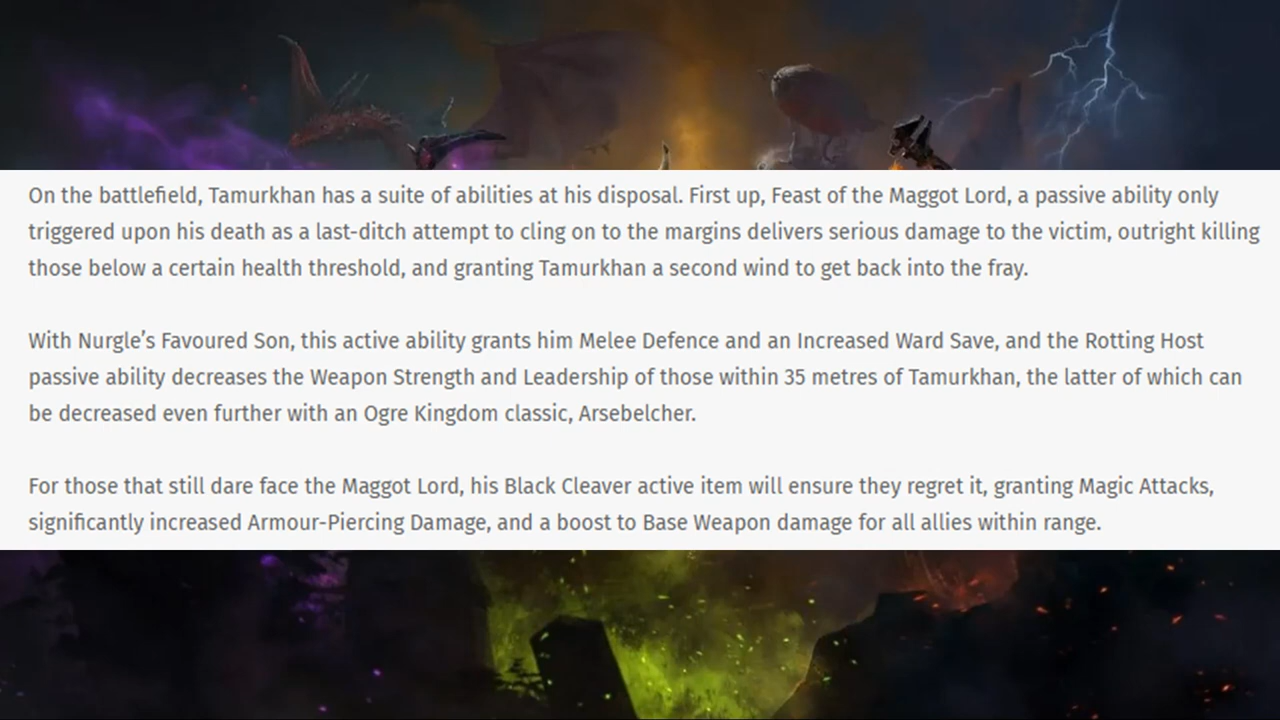 On the battlefield, Tamurkhan has a suite of abilities at his disposal. First up, Feast of the Maggot Lord, a passive ability only
triggered upon his death as a last-ditch attempt to cling on to the margins delivers serious damage to the victim, outright killing
those below a certain health threshold, and granting Tamurkhan a second wind to get back into the fray.
With Nurgle’s Favoured Son, this active ability grants him Melee Defence and an Increased Ward Save, and the Rotting Host
passive ability decreases the Weapon Strength and Leadership of those within 35 metres of Tamurkhan, the latter of which can
be decreased even further with an Ogre Kingdom classic, Arsebelcher.
For those that still dare face the Maggot Lord, his Black Cleaver active item will ensure they regret it, granting Magic Attacks,
significantly increased Armour-Piercing Damage, and a boost to Base Weapon damage for all allies within range.